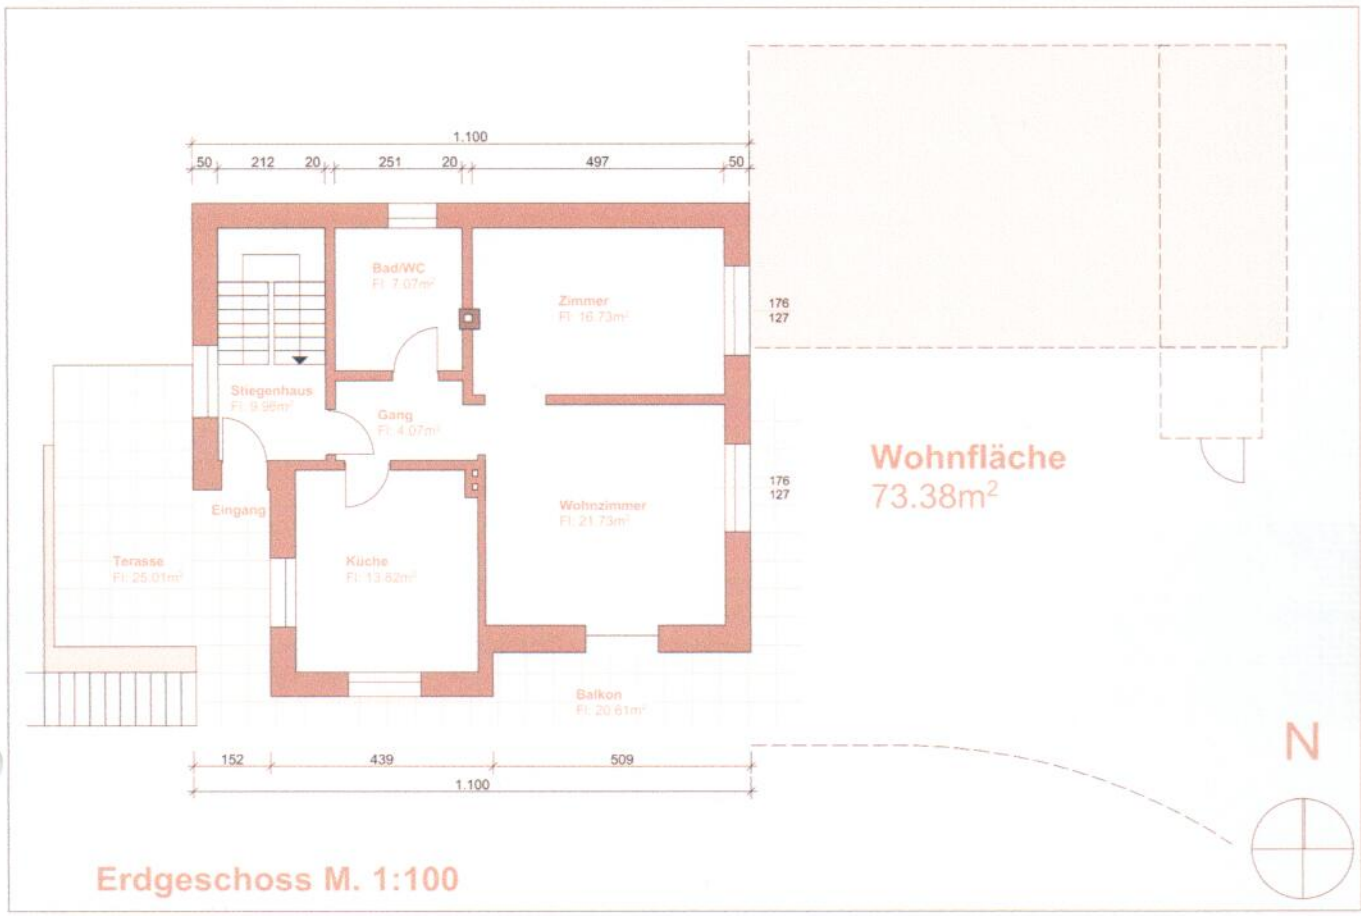 1.100
50 212 20 251 20 497 50
Bad/WC
Fl: 7.07m²
Zimmer
Fl: 16.73m²
176
127
Stiegenhaus
Fl: 9.96m²
Gang
Fl: 4.07m²
Wohnfläche
73.38m²
176
127
Eingang
Wohnzimmer
Fl: 21.73m²
Terasse
Fl: 25.01m²
Küche
Fl: 13.82m²
Balkon
Fl: 20.61m²
N
152 439 509
1.100
Erdgeschoss M. 1:100